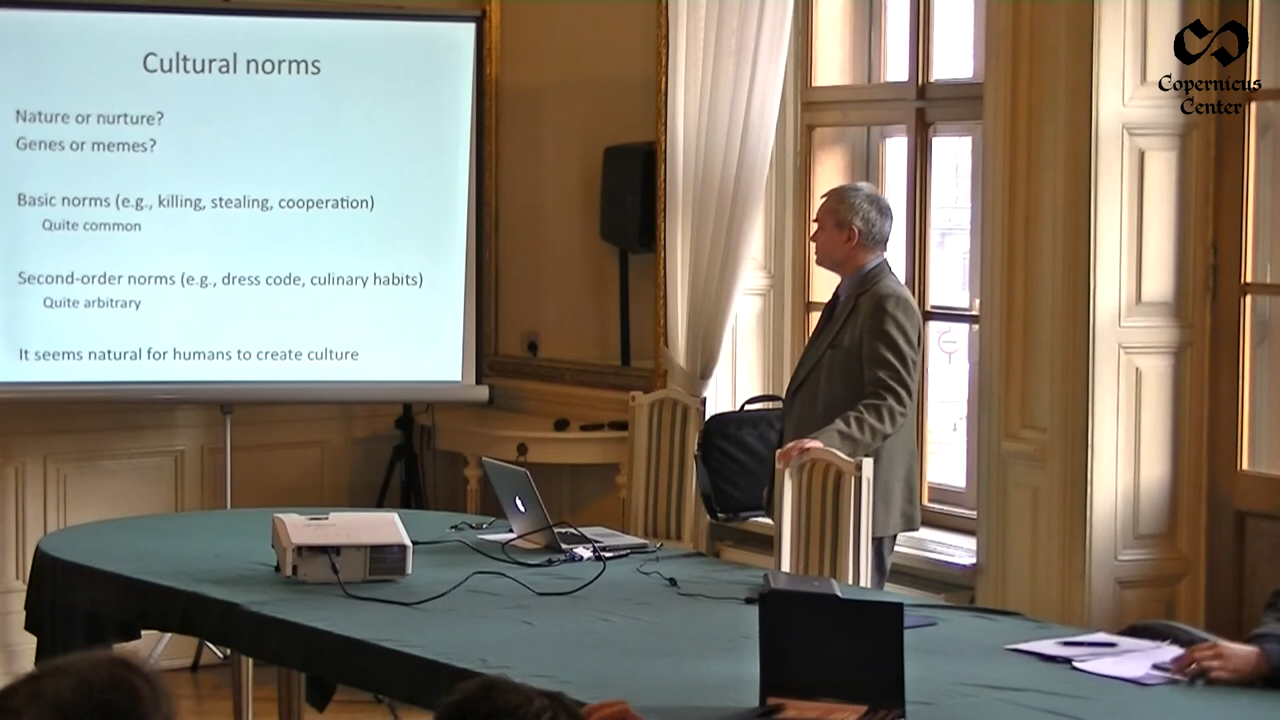 Cultural norms
Nature or nurture?
Genes or memes?
Basic norms (e.g., killing, stealing, cooperation)
Quite common
Second-order norms (e.g., dress code, culinary habits)
Quite arbitrary
It seems natural for humans to create culture
Copernicus
Center